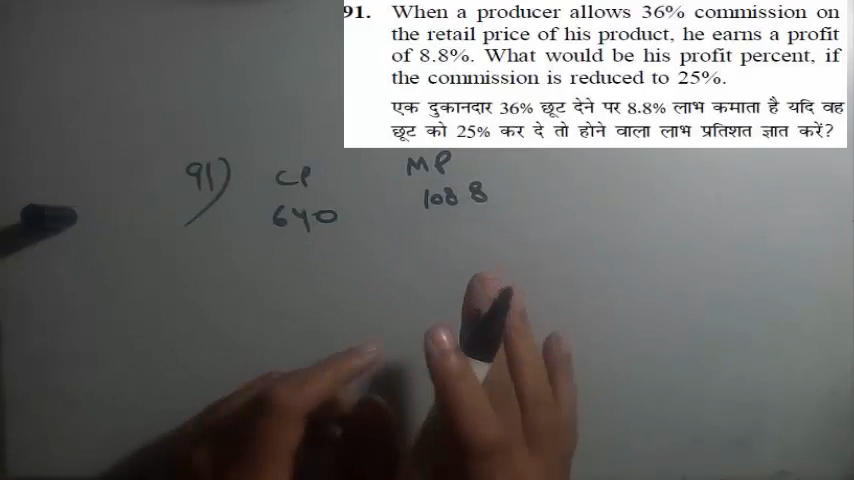 91. When a producer allows 36% commission on
the retail price of his product, he earns a profit
of 8.8%. What would be his profit percent, if
the commission is reduced to 25%.
एक दुकानदार 36% छूट देने पर 8.8% लाभ कमाता है यदि वह
छूट को 25% कर दे तो होने वाला लाभ प्रतिशत ज्ञात करें?
91) CP MP
640 1088